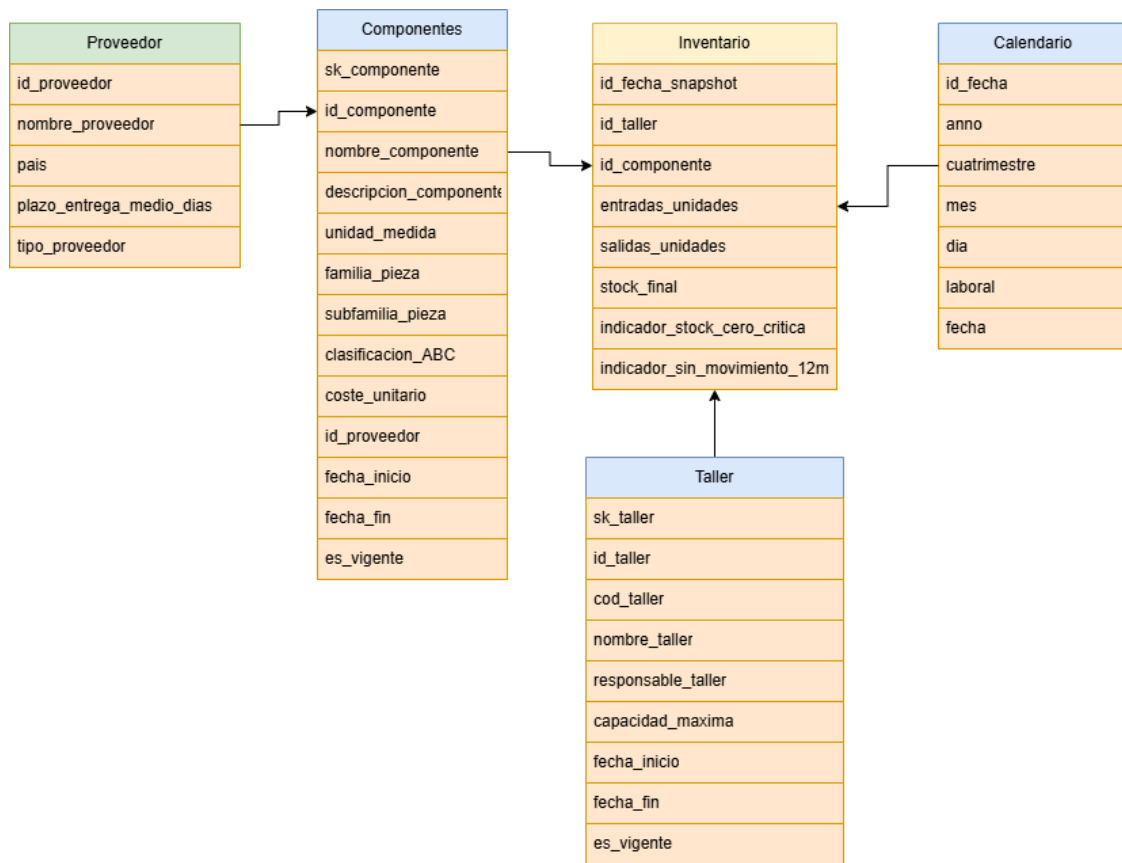 Proveedor
id_proveedor
nombre_proveedor
pais
plazo_entrega_medio_dias
tipo_proveedor
Componentes
sk_componente
id_componente
nombre_componente
descripcion_componente
unidad_medida
familia_pieza
subfamilia_pieza
clasificacion_ABC
coste_unitario
id_proveedor
fecha_inicio
fecha_fin
es_vigente
Inventario
id_fecha_snapshot
id_taller
id_componente
entradas_unidades
salidas_unidades
stock_final
indicador_stock_cero_critica
indicador_sin_movimiento_12m
Calendario
id_fecha
anno
cuatrimestre
mes
dia
laboral
fecha
Taller
sk_taller
id_taller
cod_taller
nombre_taller
responsable_taller
capacidad_maxima
fecha_inicio
fecha_fin
es_vigente